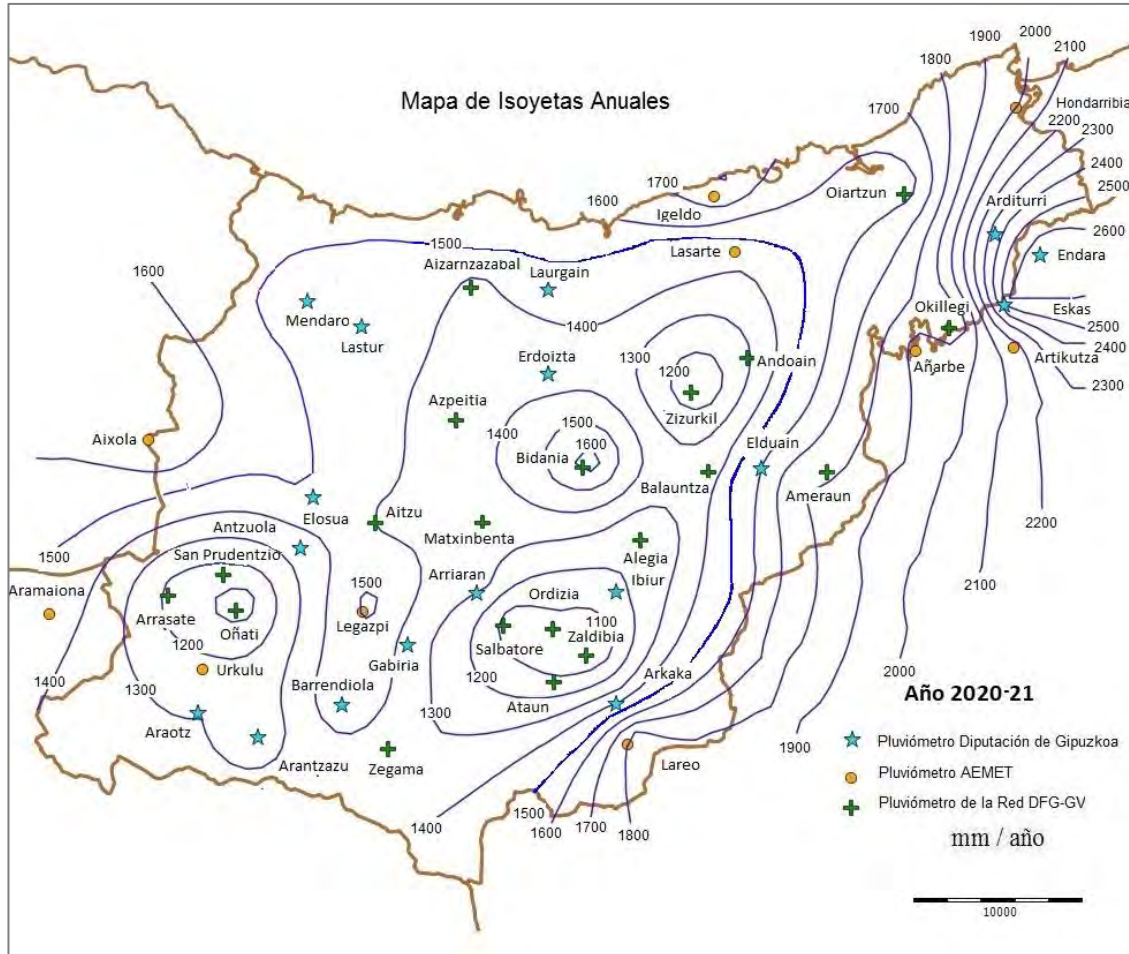 1900
2000
2100
1800
Mapa de Isoyetas Anuales
1700
Hondarribia
2200
2300
2400
2500
1700
1600
Igeldo
Oiartzun
Arditurri
2600
Endara
1500
Aizarnzazabal
Laurgain
Lasarte
1600
Mendaro
Lastur
1400
Okillegi
Eskas
2500
2400
2300
Artikutza
Añarbe
Erdoizta
1300
1200
Andoain
Zizurkil
Azpeitia
1400
1500
1600
Bidania
Aixola
Elduain
Balauntza
Ameraun
Elosua
Aitzu
Matxinbenta
2200
Antzuola
San Prudentzio
1500
Aramaiona
Arrasate
Oñati
1500
Legazpi
Arriaran
Alegia
Ibiur
2100
Ordizia
1100
Salbatore
Zaldibia
1200
Urkulu
Gabiria
1200
Ataun
Arkaka
2000
1400
1300
Barrendiola
1300
Araotz
Arantzazu
Zegama
Lareo
1900
1400
1500
1600
1700
1800
Año 2020-21
Pluviómetro Diputación de Gipuzkoa
Pluviómetro AEMET
Pluviómetro de la Red DFG-GV
mm / año
10000